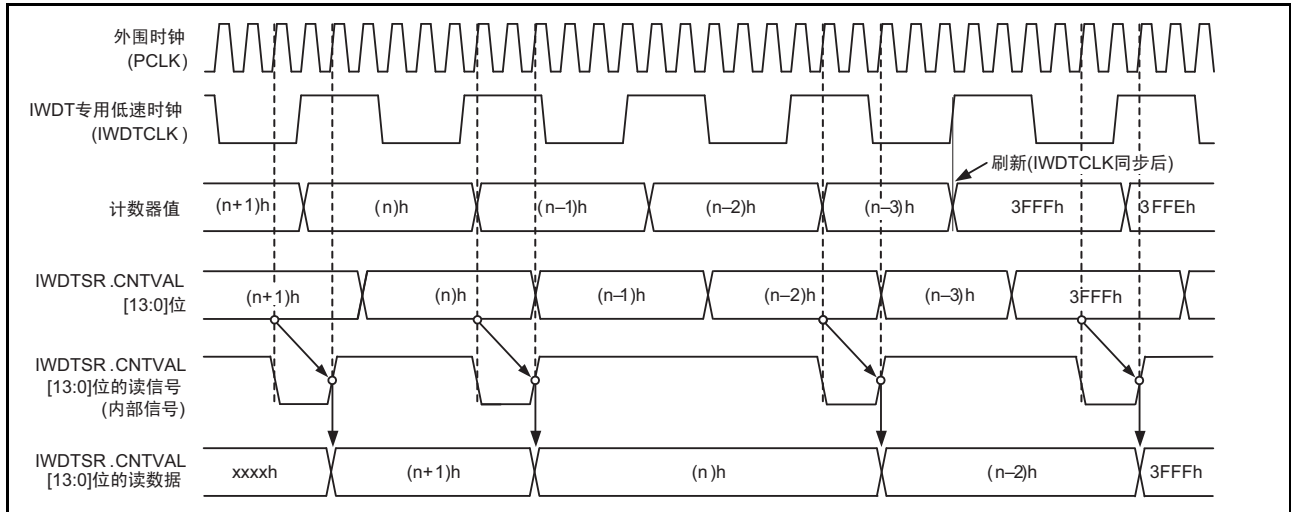 外围时钟
(PCLK)
IWDT专用低速时钟
(IWDTCLK)
刷新(IWDTCLK同步后)
计数器值
(n+1)h
(n)h
(n–1)h
(n–2)h
(n–3)h
3FFFh
3FFEh
IWDTSR.CNTVAL
[13:0]位
(n+1)h
(n)h
(n–1)h
(n–2)h
(n–3)h
3FFFh
IWDTSR.CNTVAL
[13:0]位的读信号
(内部信号)
IWDTSR.CNTVAL
[13:0]位的读数据
xxxxh
(n+1)h
(n)h
(n–2)h
3FFFh